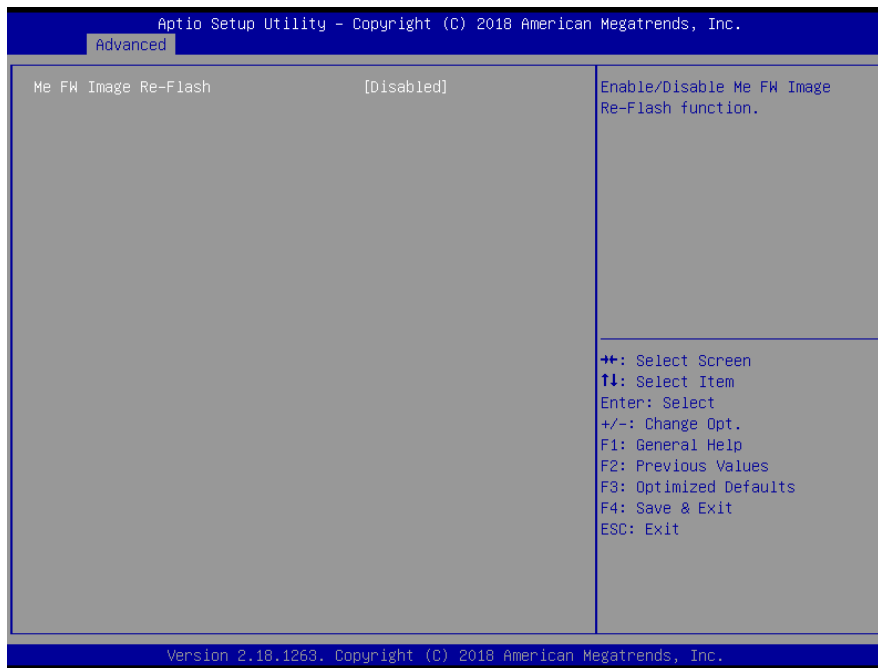 Aptio Setup Utility – Copyright (C) 2018 American Megatrends, Inc.
Advanced
Me FW Image Re-Flash [Disabled]
Enable/Disable Me FW Image
Re-Flash function.
→←: Select Screen
↑↓: Select Item
Enter: Select
+/-: Change Opt.
F1: General Help
F2: Previous Values
F3: Optimized Defaults
F4: Save & Exit
ESC: Exit
Version 2.18.1263. Copyright (C) 2018 American Megatrends, Inc.